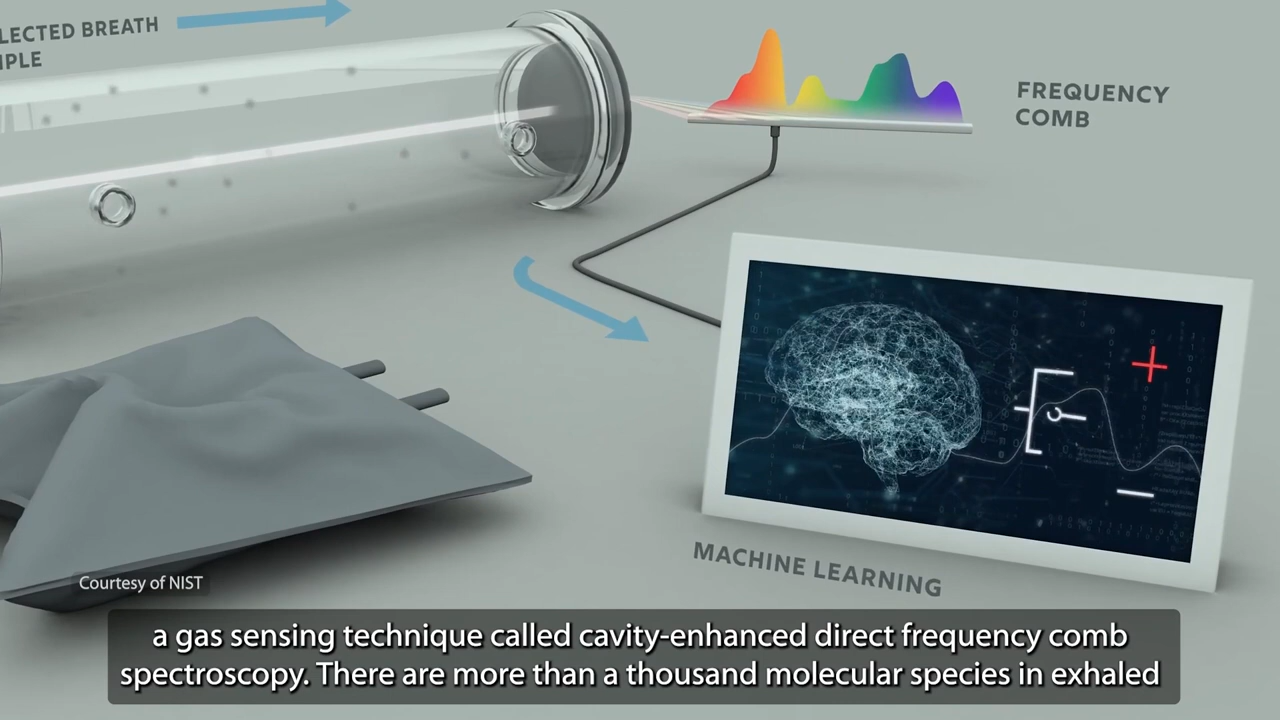 LECTED BREATH
PLE
FREQUENCY
COMB
MACHINE LEARNING
Courtesy of NIST
a gas sensing technique called cavity-enhanced direct frequency comb
spectroscopy. There are more than a thousand molecular species in exhaled